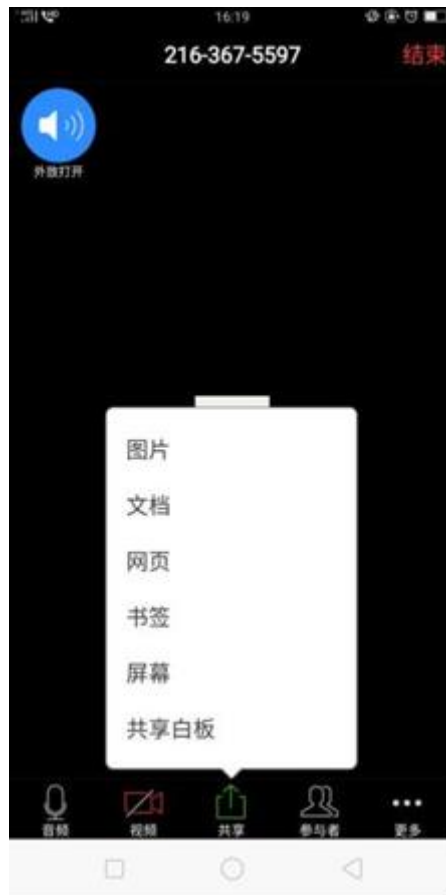 16:19
216-367-5597
结束
外放打开
图片
文档
网页
书签
屏幕
共享白板
音频
视频
共享
参与者
更多